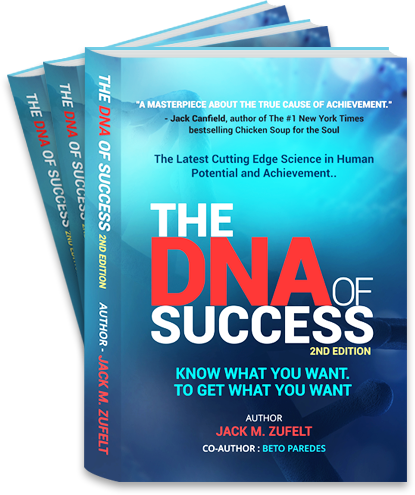 “A MASTERPIECE ABOUT THE TRUE CAUSE OF ACHIEVEMENT.”
- Jack Canfield, author of The #1 New York Times
bestselling Chicken Soup for the Soul
The Latest Cutting Edge Science in Human
Potential and Achievement..
THE
DNA OF
SUCCESS
2ND EDITION
KNOW WHAT YOU WANT.
TO GET WHAT YOU WANT
AUTHOR
JACK M. ZUFELT
CO-AUTHOR : BETO PAREDES
THE DNA OF SUCCESS 2ND EDITION AUTHOR - JACK M. ZUFELT
THE DNA OF SUCCESS 2ND
THE DNA OF SUCCESS